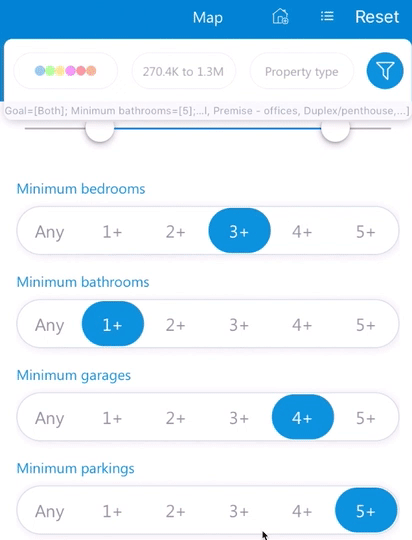 Map
Reset
270.4K to 1.3M
Property type
Goal=[Both]; Minimum bathrooms=[5];...l, Premise - offices, Duplex/penthouse,...]
Minimum bedrooms
Any 1+ 2+ 3+ 4+ 5+
Minimum bathrooms
Any 1+ 2+ 3+ 4+ 5+
Minimum garages
Any 1+ 2+ 3+ 4+ 5+
Minimum parkings
Any 1+ 2+ 3+ 4+ 5+